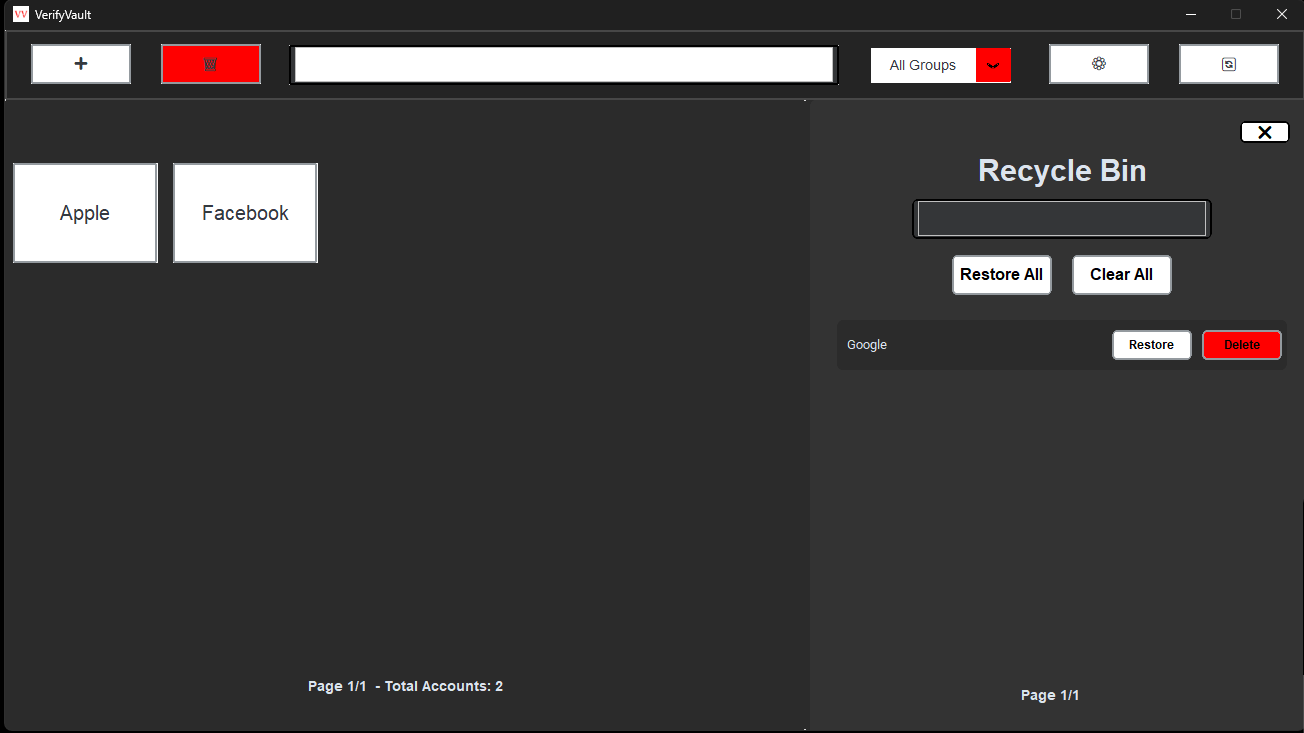 VV VerifyVault
+
All Groups
Apple
Facebook
Page 1/1 - Total Accounts: 2
Recycle Bin
Restore All
Clear All
Google
Restore
Delete
Page 1/1